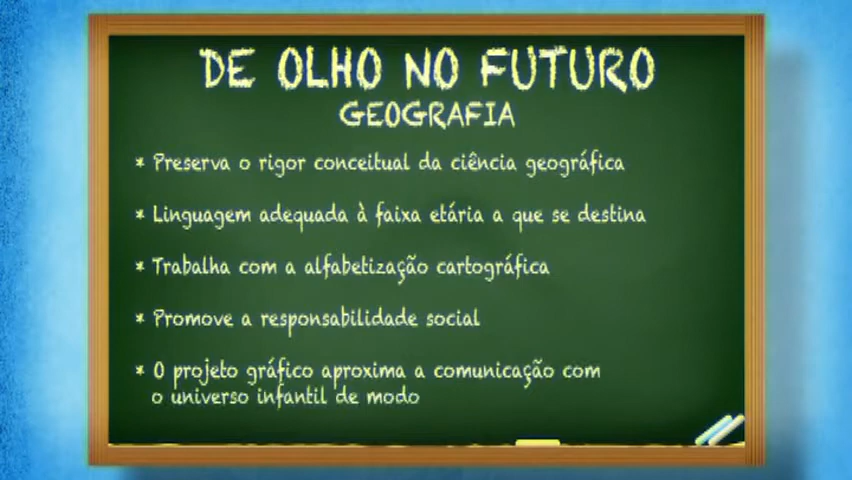 DE OLHO NO FUTURO
GEOGRAFIA
* Preserva o rigor conceitual da ciência geográfica
* Linguagem adequada à faixa etária a que se destina
* Trabalha com a alfabetização cartográfica
* Promove a responsabilidade social
* O projeto gráfico aproxima a comunicação com
o universo infantil de modo